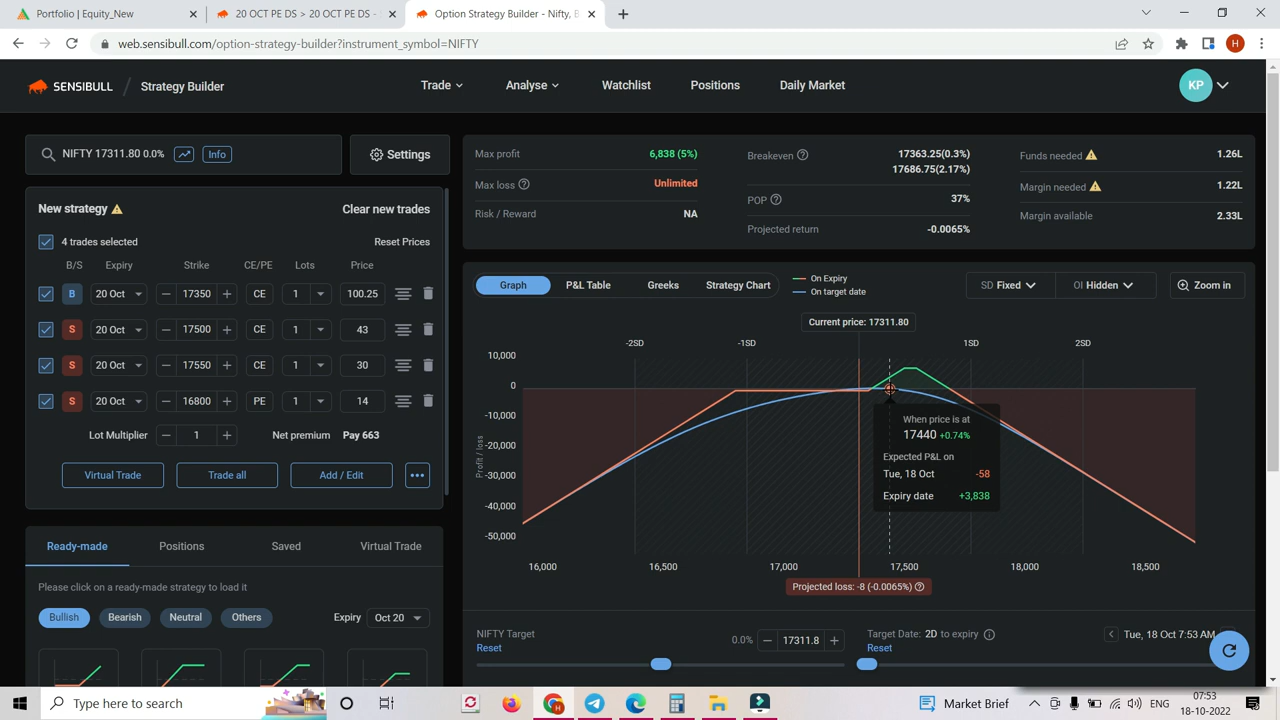 Portfolio | Equity_New
20 OCT PE DS > 20 OCT PE DS -
Option Strategy Builder - Nifty, B
web.sensibull.com/option-strategy-builder?instrument_symbol=NIFTY
H
SENSIBULL / Strategy Builder
Trade
Analyse
Watchlist
Positions
Daily Market
KP
NIFTY 17311.80 0.0%
Info
Settings
New strategy
Clear new trades
4 trades selected
Reset Prices
B/S Expiry Strike CE/PE Lots Price
B 20 Oct 17350 CE 1 100.25
S 20 Oct 17500 CE 1 43
S 20 Oct 17550 CE 1 30
S 20 Oct 16800 PE 1 14
Lot Multiplier 1 Net premium Pay 663
Virtual Trade
Trade all
Add / Edit
Ready-made
Positions
Saved
Virtual Trade
Please click on a ready-made strategy to load it
Bullish
Bearish
Neutral
Others
Expiry Oct 20
Max profit 6,838 (5%)
Max loss Unlimited
Risk / Reward NA
Breakeven 17363.25(0.3%)
17686.75(2.17%)
POP 37%
Projected return -0.0065%
Funds needed 1.26L
Margin needed 1.22L
Margin available 2.33L
Graph
P&L Table
Greeks
Strategy Chart
On Expiry
On target date
SD Fixed
OI Hidden
Zoom in
Current price: 17311.80
-2SD
-1SD
1SD
2SD
10,000
0
-10,000
-20,000
-30,000
-40,000
-50,000
Profit / loss
When price is at
17440 +0.74%
Expected P&L on
Tue, 18 Oct -58
Expiry date +3,838
16,000
16,500
17,000
17,500
18,000
18,500
Projected loss: -8 (-0.0065%)
NIFTY Target
Reset
0.0%
17311.8
Target Date: 2D to expiry
Reset
Tue, 18 Oct 7:53 AM
Type here to search
Market Brief
ENG
07:53
18-10-2022